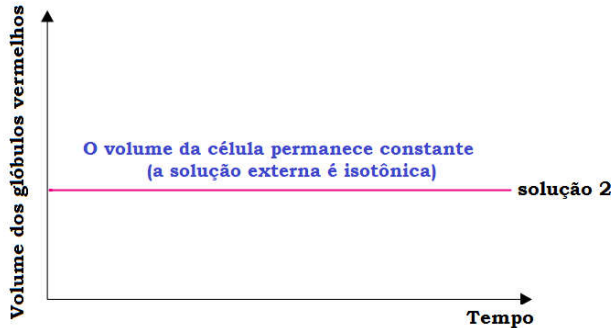 Volume dos glóbulos vermelhos
O volume da célula permanece constante
(a solução externa é isotônica)
solução 2
Tempo